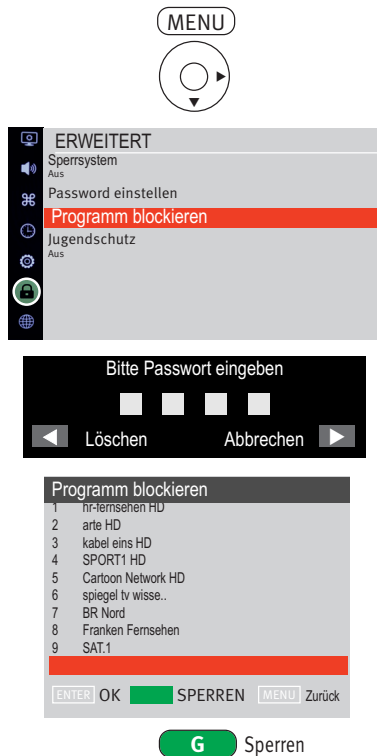 MENU
ERWEITERT
Sperrsystem
Aus
Password einstellen
Programm blockieren
Jugendschutz
Aus
Bitte Passwort eingeben
Löschen Abbrechen
Programm blockieren
1 hr-fernsehen HD
2 arte HD
3 kabel eins HD
4 SPORT1 HD
5 Cartoon Network HD
6 spiegel tv wisse..
7 BR Nord
8 Franken Fernsehen
9 SAT.1
ENTER OK SPERREN MENU Zurück
G Sperren